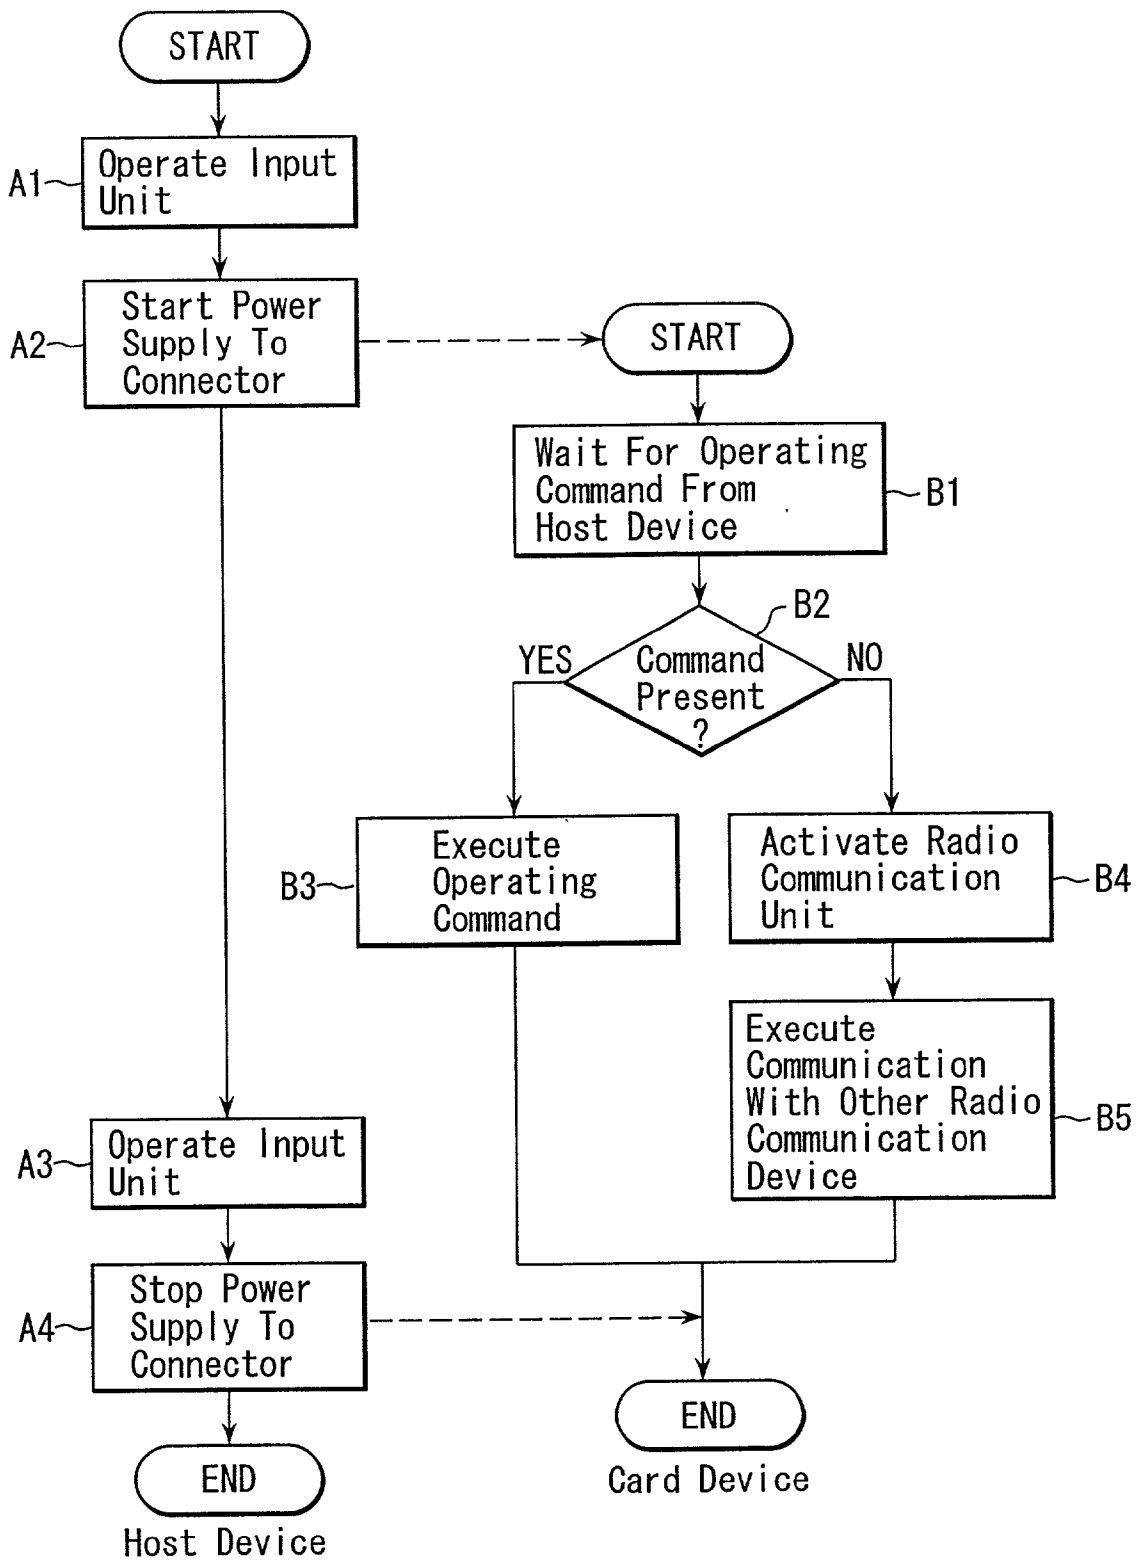 START
A1
Operate Input
Unit
A2
Start Power
Supply To
Connector
START
Wait For Operating
Command From
Host Device
B1
B2
YES
Command
Present
?
NO
B3
Execute
Operating
Command
Activate Radio
Communication
Unit
B4
Execute
Communication
With Other Radio
Communication
Device
B5
A3
Operate Input
Unit
A4
Stop Power
Supply To
Connector
END
Card Device
END
Host Device